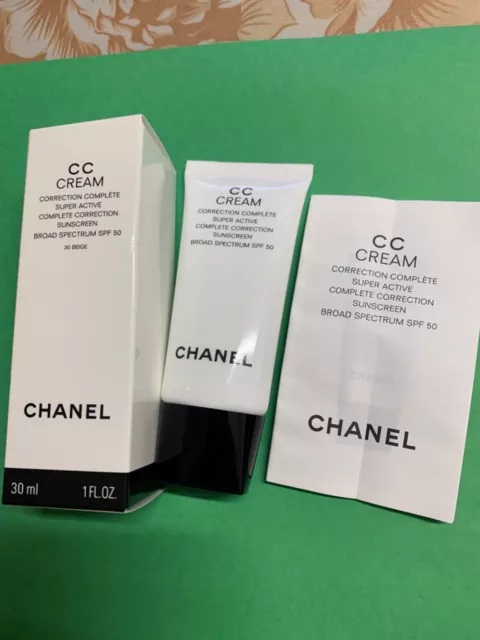 CC
CREAM
CORRECTION COMPLÈTE
SUPER ACTIVE
COMPLETE CORRECTION
SUNSCREEN
BROAD SPECTRUM SPF 50
30 BEIGE
CHANEL
30 ml 1 FL.OZ.
CC
CREAM
CORRECTION COMPLÈTE
SUPER ACTIVE
COMPLETE CORRECTION
SUNSCREEN
BROAD SPECTRUM SPF 50
CHANEL
CC
CREAM
CORRECTION COMPLÈTE
SUPER ACTIVE
COMPLETE CORRECTION
SUNSCREEN
BROAD SPECTRUM SPF 50
CHANEL